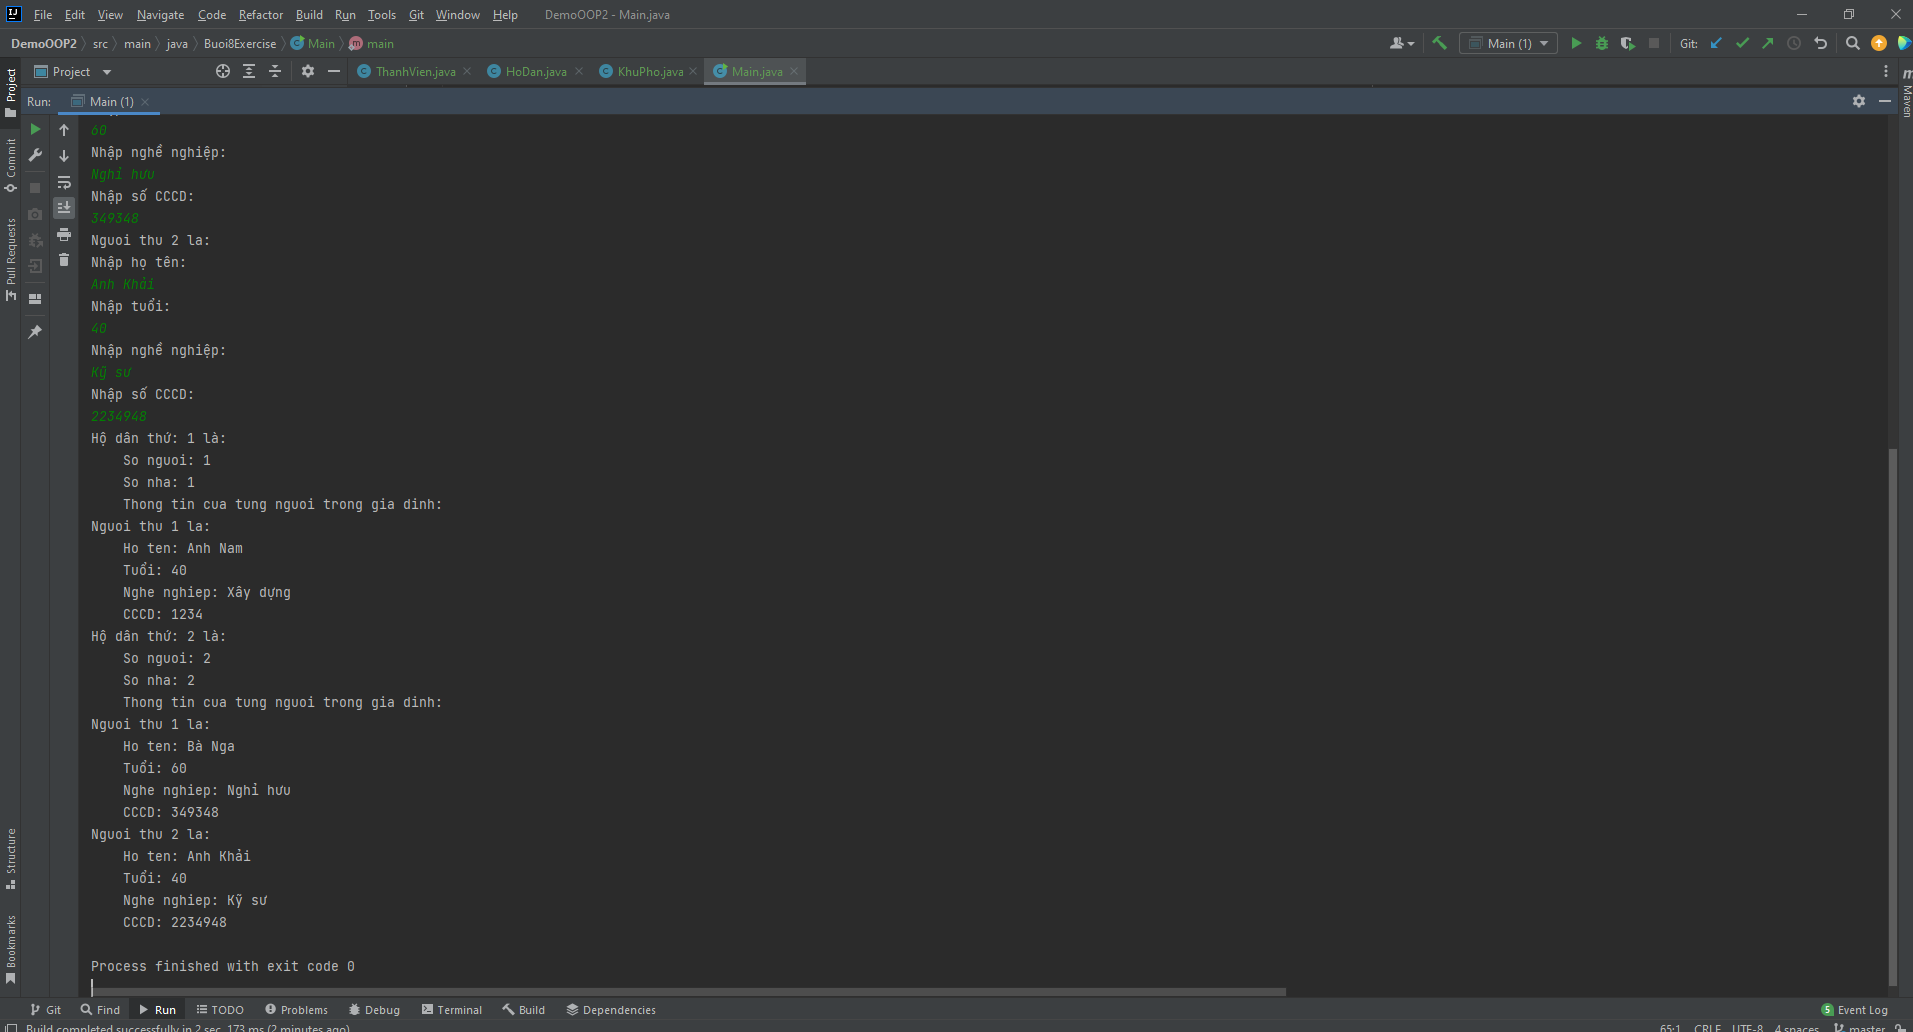 File Edit View Navigate Code Refactor Build Run Tools Git Window Help DemoOOP2 - Main.java
DemoOOP2 src main java Buoi8Exercise Main main Main (1) Git:
Project ThanhVien.java HoDan.java KhuPho.java Main.java
Run: Main (1)
60
Nhập nghề nghiệp:
Nghỉ hưu
Nhập số CCCD:
349348
Nguoi thu 2 la:
Nhập họ tên:
Anh Khải
Nhập tuổi:
40
Nhập nghề nghiệp:
Kỹ sư
Nhập số CCCD:
2234948
Hộ dân thứ: 1 là:
So nguoi: 1
So nha: 1
Thong tin cua tung nguoi trong gia dinh:
Nguoi thu 1 la:
Ho ten: Anh Nam
Tuổi: 40
Nghe nghiep: Xây dựng
CCCD: 1234
Hộ dân thứ: 2 là:
So nguoi: 2
So nha: 2
Thong tin cua tung nguoi trong gia dinh:
Nguoi thu 1 la:
Ho ten: Bà Nga
Tuổi: 60
Nghe nghiep: Nghỉ hưu
CCCD: 349348
Nguoi thu 2 la:
Ho ten: Anh Khải
Tuổi: 40
Nghe nghiep: Kỹ sư
CCCD: 2234948
Process finished with exit code 0
Project
Commit
Pull Requests
Structure
Bookmarks
Maven
Git Find Run TODO Problems Debug Terminal Build Dependencies 5 Event Log
Build completed successfully in 2 sec, 173 ms (2 minutes ago) 65:1 CRLF UTF-8 4 spaces master